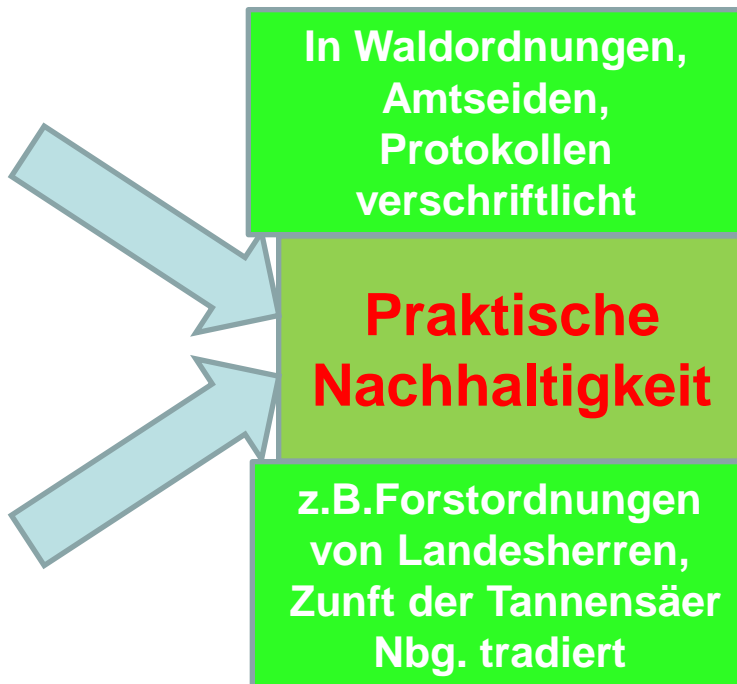 In Waldordnungen,
Amtseiden,
Protokollen
verschriftlicht
Praktische
Nachhaltigkeit
z.B.Forstordnungen
von Landesherren,
Zunft der Tannensäer
Nbg. tradiert